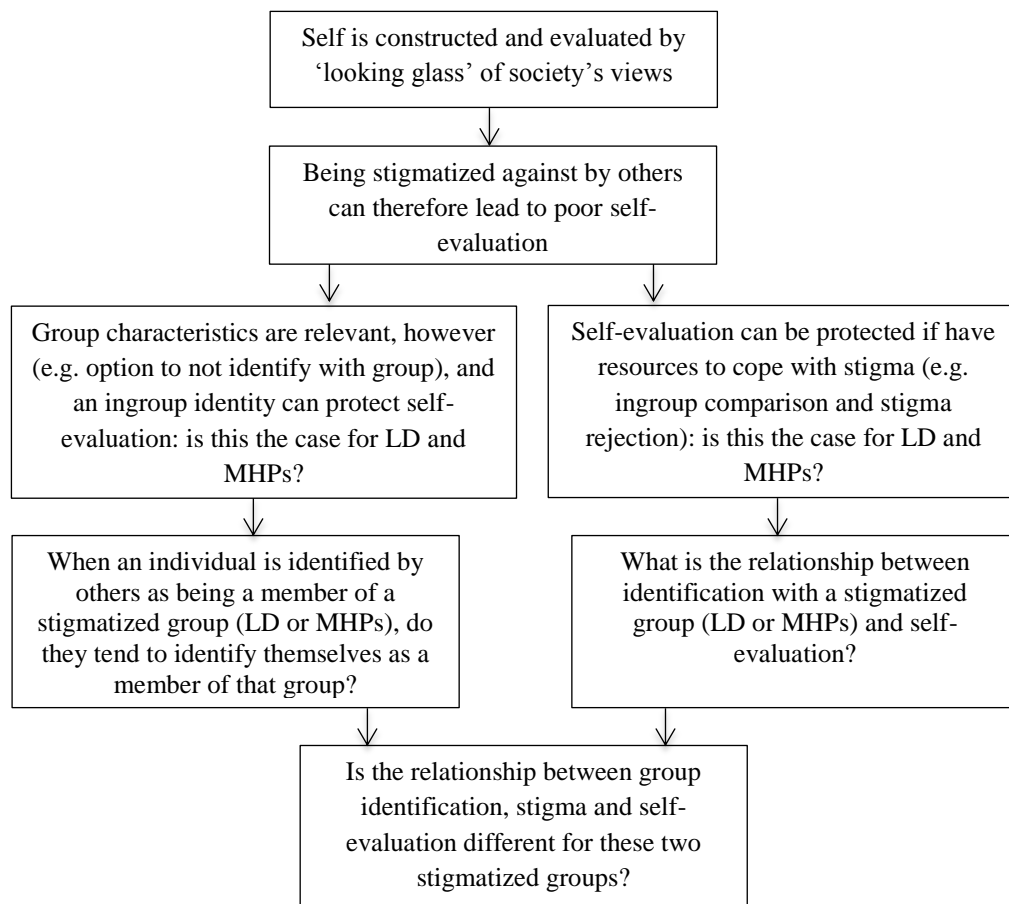 Self is constructed and evaluated by
‘looking glass’ of society’s views
Being stigmatized against by others
can therefore lead to poor self-
evaluation
Group characteristics are relevant, however
(e.g. option to not identify with group), and
an ingroup identity can protect self-
evaluation: is this the case for LD and
MHPs?
Self-evaluation can be protected if have
resources to cope with stigma (e.g.
ingroup comparison and stigma
rejection): is this the case for LD and
MHPs?
When an individual is identified by
others as being a member of a
stigmatized group (LD or MHPs), do
they tend to identify themselves as a
member of that group?
What is the relationship between
identification with a stigmatized
group (LD or MHPs) and self-
evaluation?
Is the relationship between group
identification, stigma and self-
evaluation different for these two
stigmatized groups?